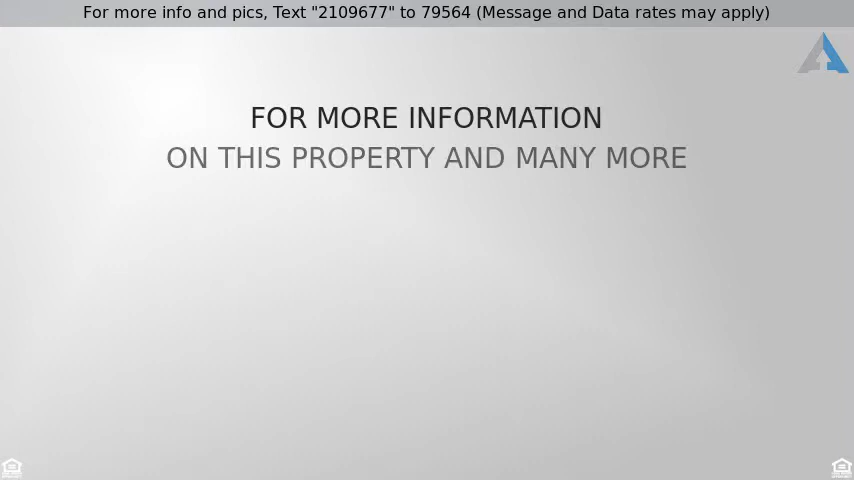 For more info and pics, Text "2109677" to 79564 (Message and Data rates may apply)
FOR MORE INFORMATION
ON THIS PROPERTY AND MANY MORE